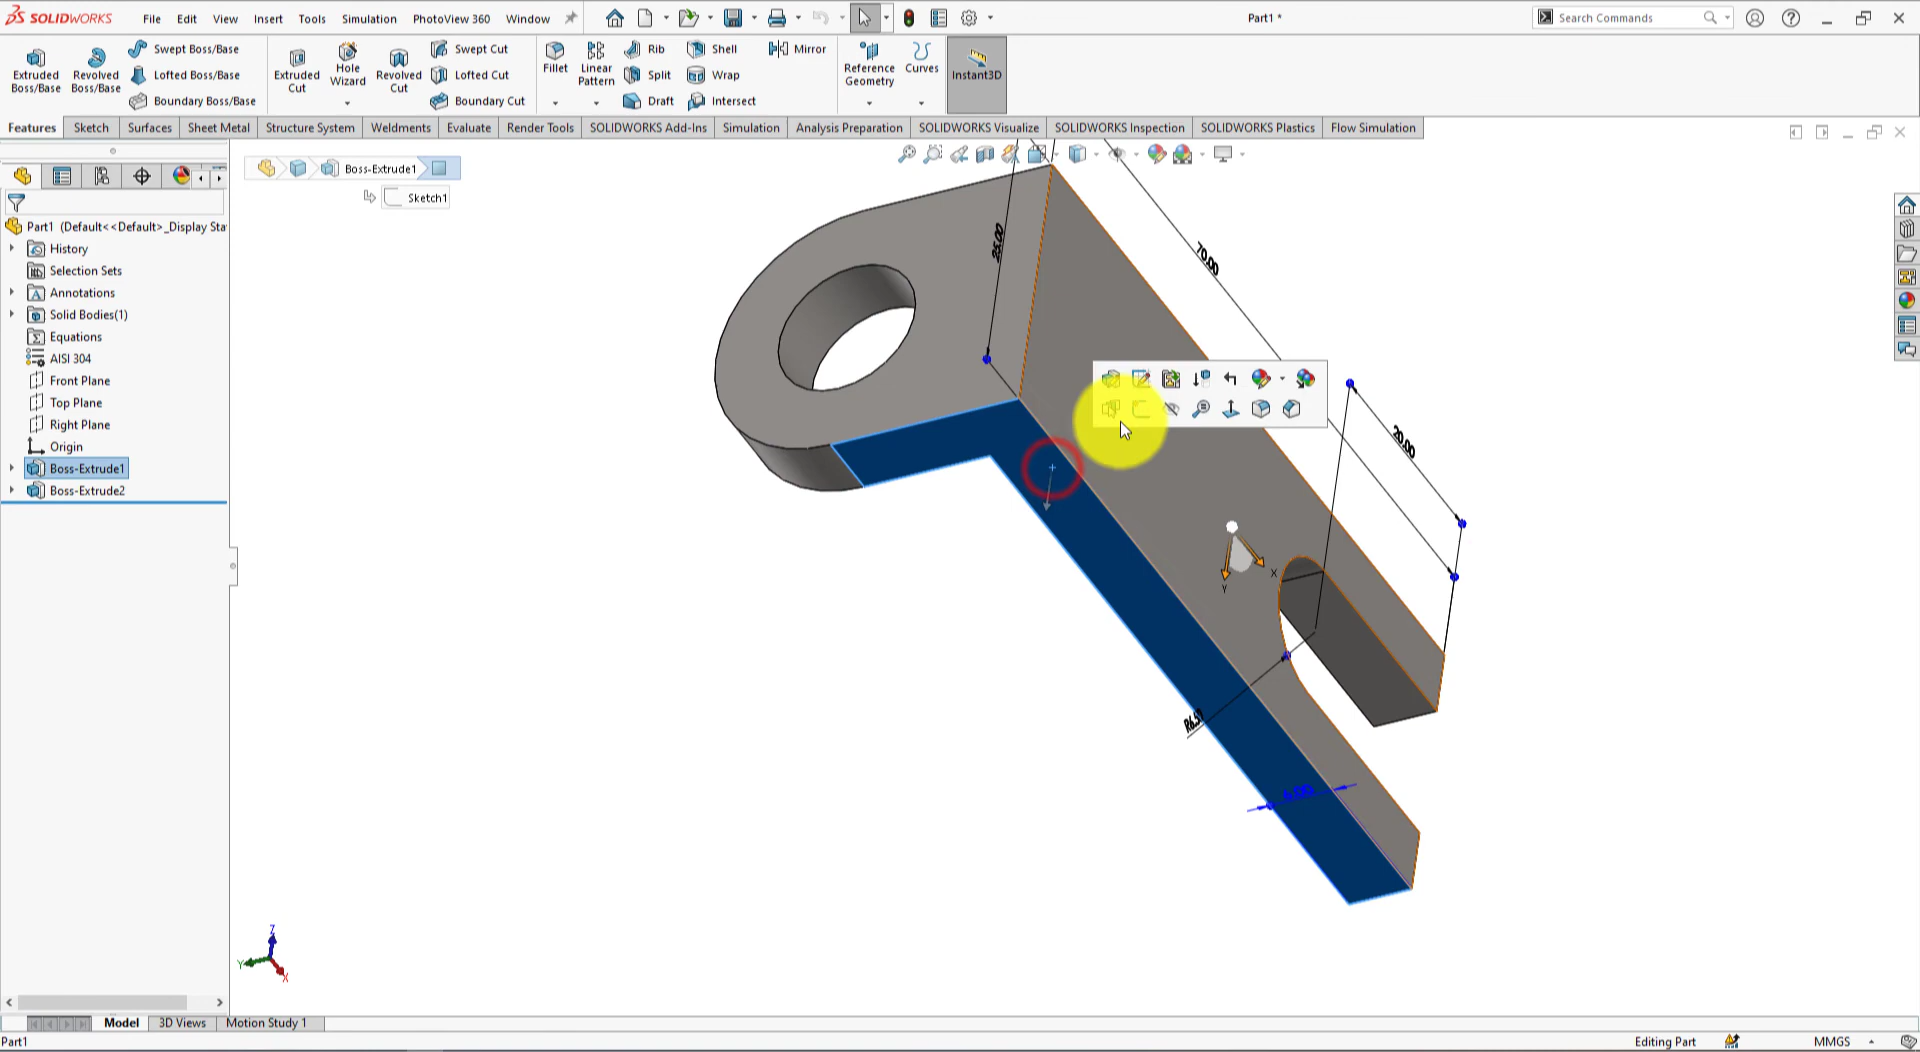 SOLIDWORKS File Edit View Insert Tools Simulation PhotoView 360 Window Part1 * Search Commands
Extruded Boss/Base
Revolved Boss/Base
Swept Boss/Base
Lofted Boss/Base
Boundary Boss/Base
Extruded Cut
Hole Wizard
Revolved Cut
Swept Cut
Lofted Cut
Boundary Cut
Fillet
Linear Pattern
Rib
Split
Draft
Shell
Wrap
Intersect
Mirror
Reference Geometry
Curves
Instant3D
Features Sketch Surfaces Sheet Metal Structure System Weldments Evaluate Render Tools SOLIDWORKS Add-Ins Simulation Analysis Preparation SOLIDWORKS Visualize SOLIDWORKS Inspection SOLIDWORKS Plastics Flow Simulation
Boss-Extrude1
Sketch1
Part1 (Default<<Default>_Display Sta
History
Selection Sets
Annotations
Solid Bodies(1)
Equations
AISI 304
Front Plane
Top Plane
Right Plane
Origin
Boss-Extrude1
Boss-Extrude2
70.00
20.00
X
Y
6.00
Z
Y
X
Model 3D Views Motion Study 1
Part1 Editing Part MMGS